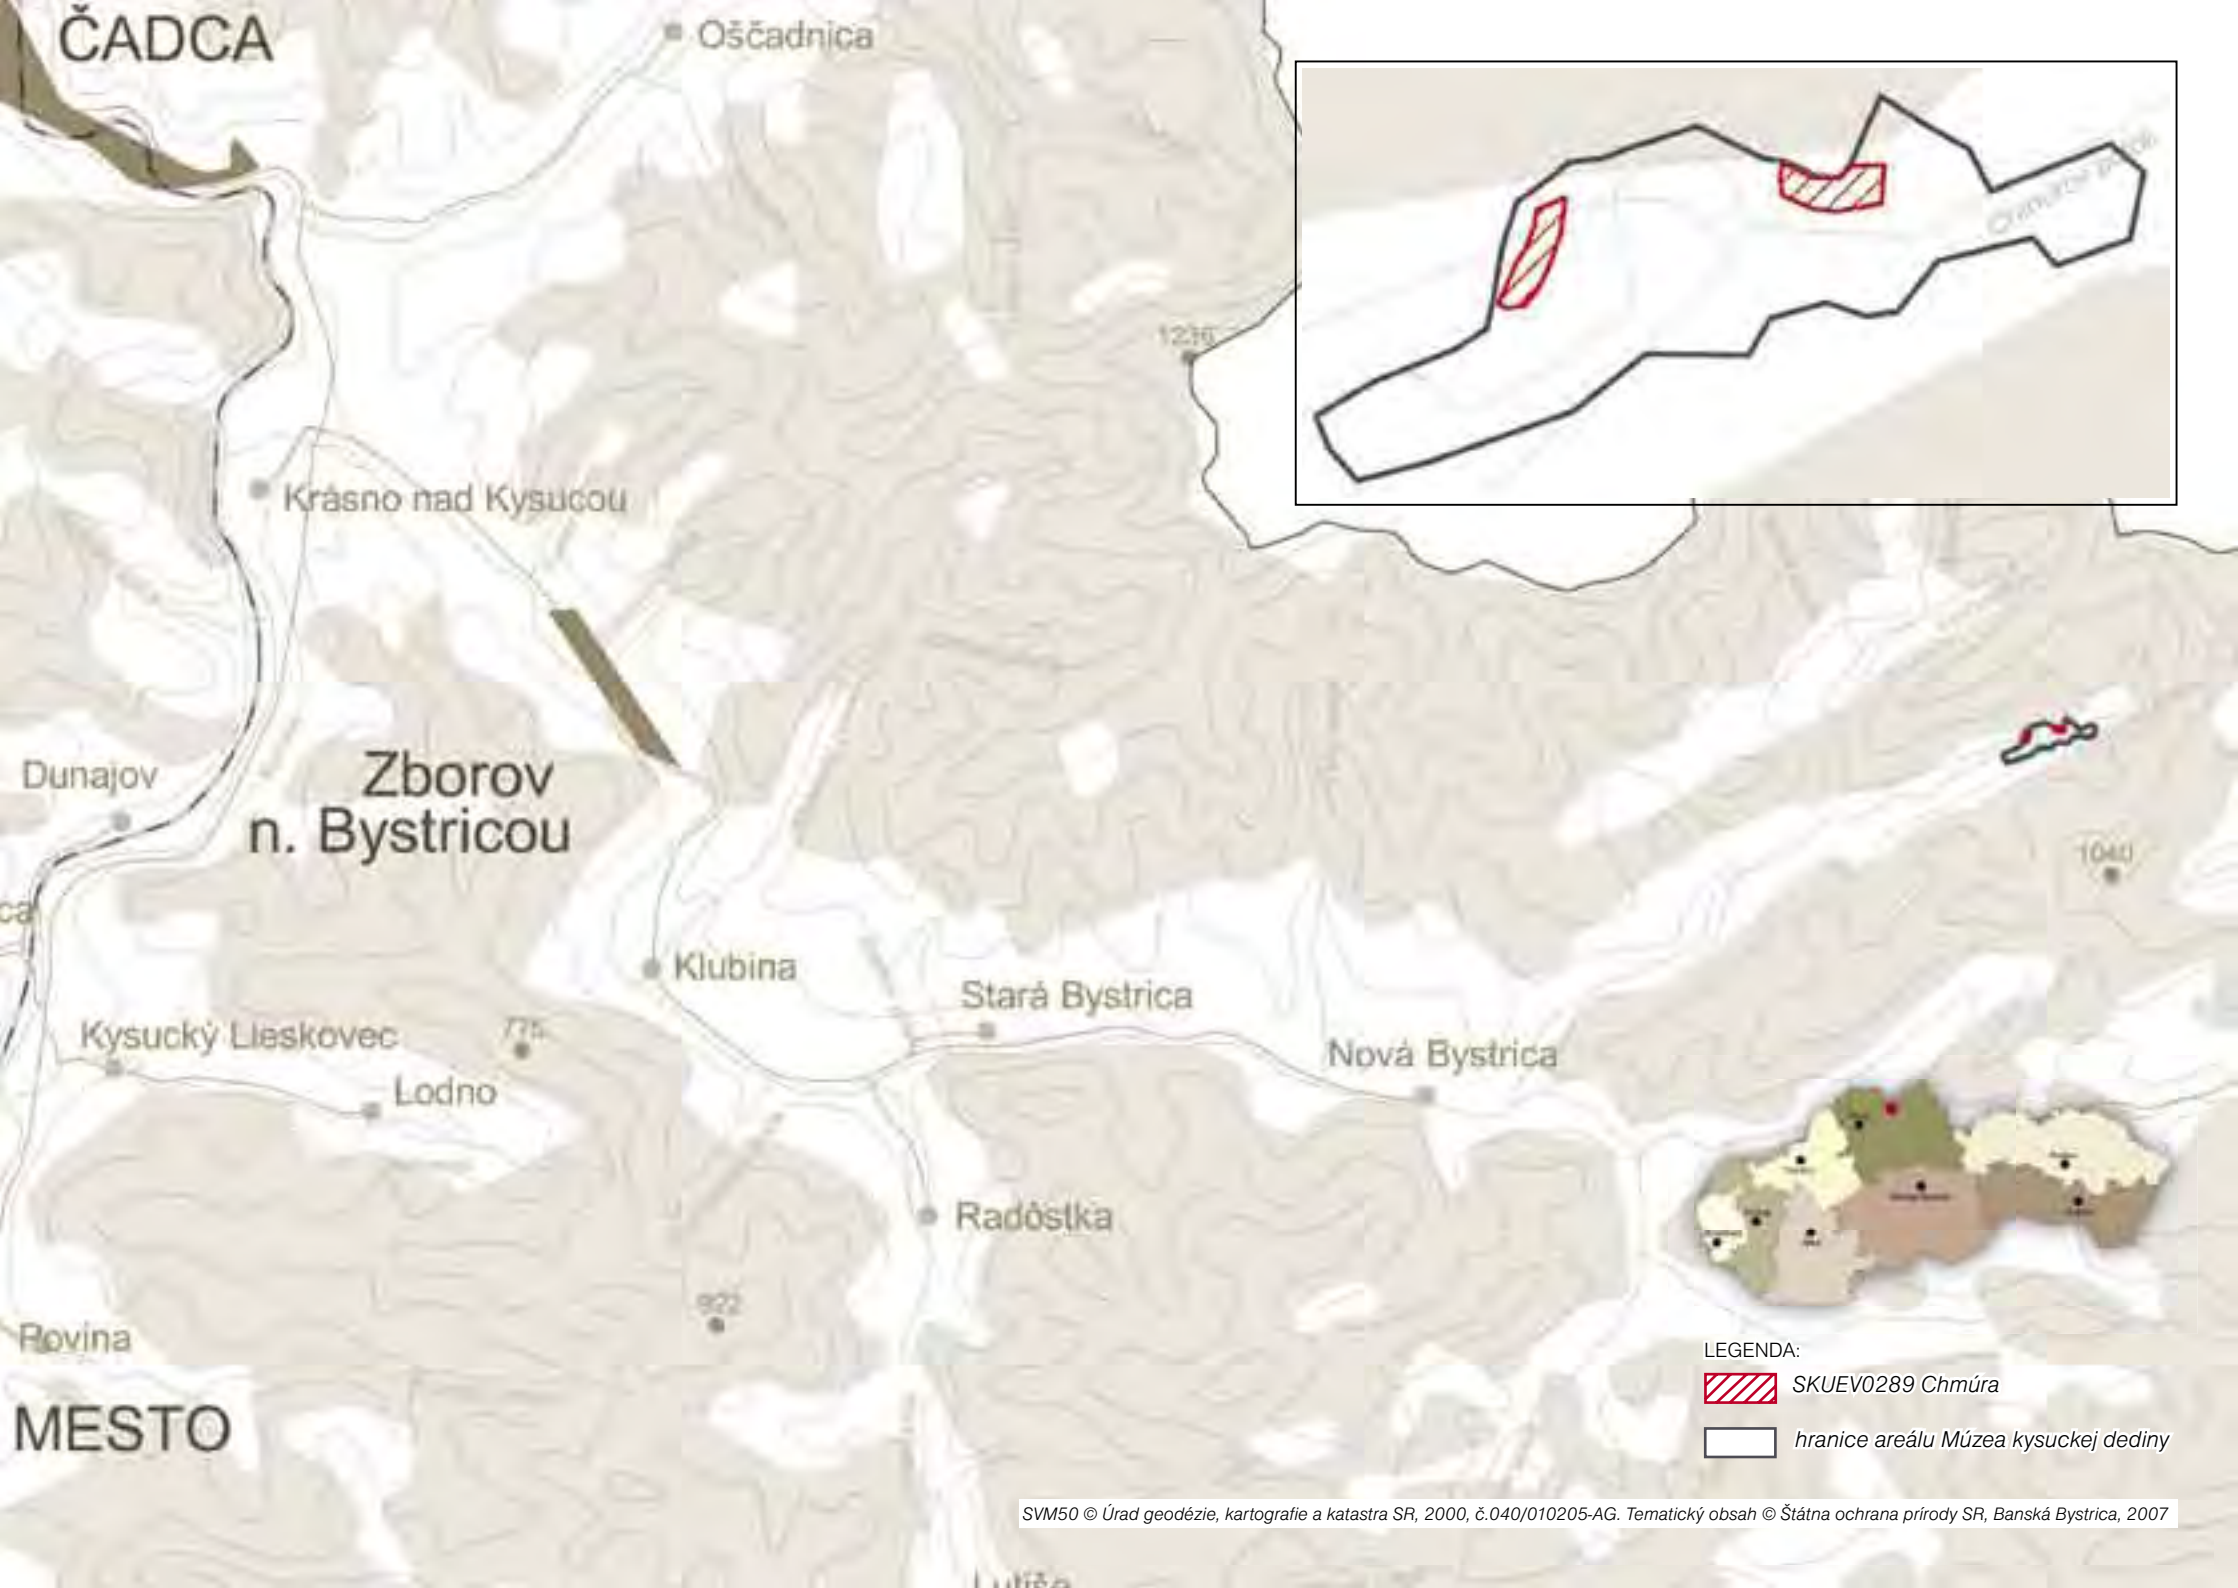 ČADCA
Oščadnica
1236
Krásno nad Kysucou
Dunajov
Zborov
n. Bystricou
1040
ca
Klubina
Stará Bystrica
Kysucký Lieskovec
775
Nová Bystrica
Lodno
Radôstka
922
Rovina
MESTO
LEGENDA:
SKUEV0289 Chmúra
hranice areálu Múzea kysuckej dediny
SVM50 © Úrad geodézie, kartografie a katastra SR, 2000, č.040/010205-AG. Tematický obsah © Štátna ochrana prírody SR, Banská Bystrica, 2007